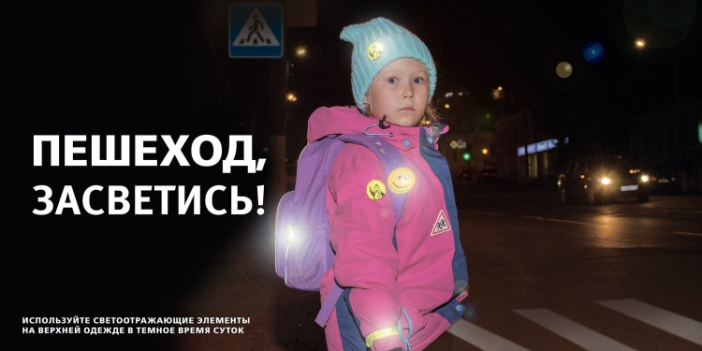 ПЕШЕХОД,
ЗАСВЕТИСЬ!
ИСПОЛЬЗУЙТЕ СВЕТООТРАЖАЮЩИЕ ЭЛЕМЕНТЫ
НА ВЕРХНЕЙ ОДЕЖДЕ В ТЕМНОЕ ВРЕМЯ СУТОК